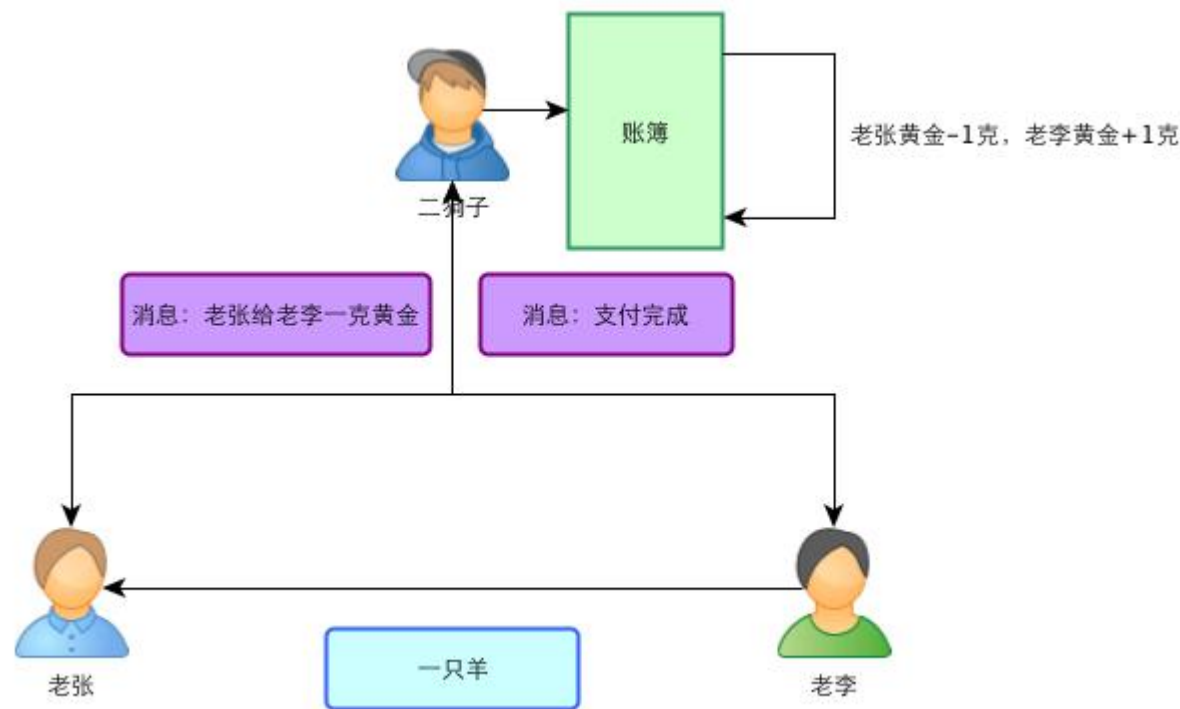 账簿
老张黄金-1克，老李黄金+1克
二狗子
消息：老张给老李一克黄金
消息：支付完成
一只羊
老张
老李